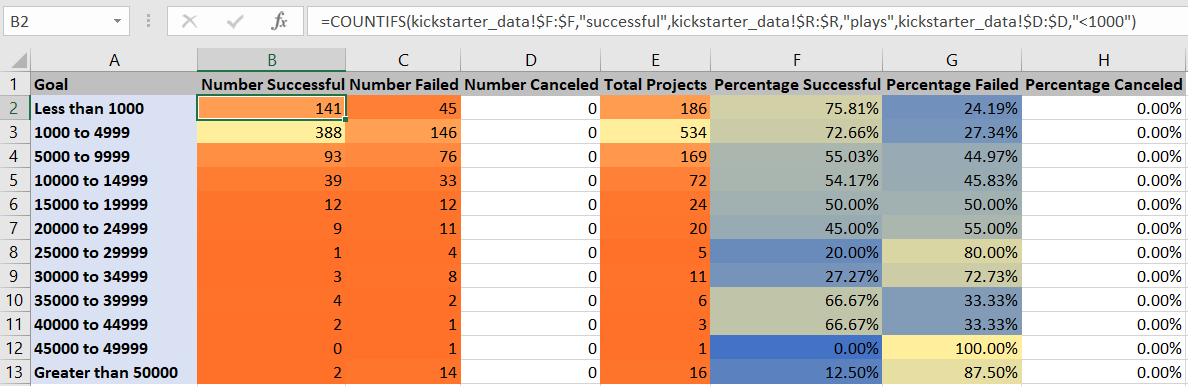 B2 fx =COUNTIFS(kickstarter_data!$F:$F,"successful",kickstarter_data!$R:$R,"plays",kickstarter_data!$D:$D,"<1000")
A B C D E F G H
1 Goal Number Successful Number Failed Number Canceled Total Projects Percentage Successful Percentage Failed Percentage Canceled
2 Less than 1000 141 45 0 186 75.81% 24.19% 0.00%
3 1000 to 4999 388 146 0 534 72.66% 27.34% 0.00%
4 5000 to 9999 93 76 0 169 55.03% 44.97% 0.00%
5 10000 to 14999 39 33 0 72 54.17% 45.83% 0.00%
6 15000 to 19999 12 12 0 24 50.00% 50.00% 0.00%
7 20000 to 24999 9 11 0 20 45.00% 55.00% 0.00%
8 25000 to 29999 1 4 0 5 20.00% 80.00% 0.00%
9 30000 to 34999 3 8 0 11 27.27% 72.73% 0.00%
10 35000 to 39999 4 2 0 6 66.67% 33.33% 0.00%
11 40000 to 44999 2 1 0 3 66.67% 33.33% 0.00%
12 45000 to 49999 0 1 0 1 0.00% 100.00% 0.00%
13 Greater than 50000 2 14 0 16 12.50% 87.50% 0.00%